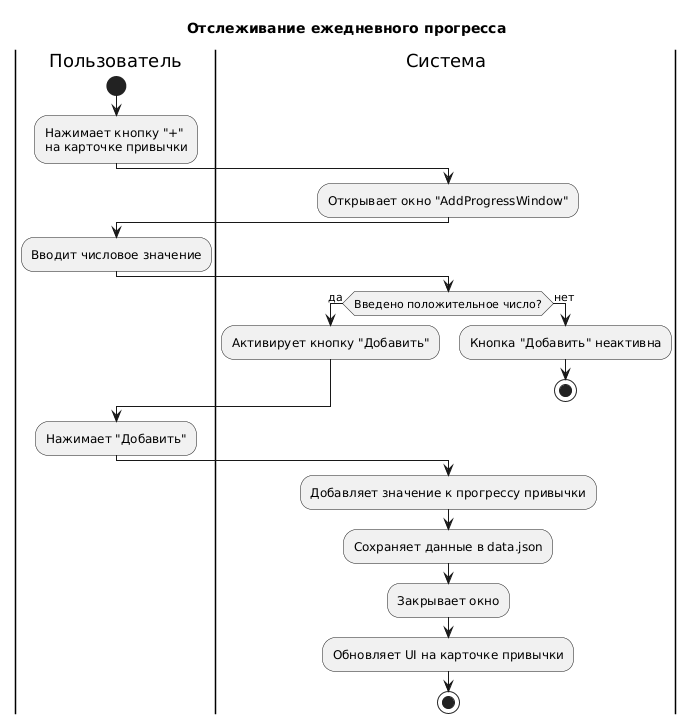 Отслеживание ежедневного прогресса
Пользователь
Система
Нажимает кнопку "+"
на карточке привычки
Открывает окно "AddProgressWindow"
Вводит числовое значение
Введено положительное число?
да
нет
Активирует кнопку "Добавить"
Кнопка "Добавить" неактивна
Нажимает "Добавить"
Добавляет значение к прогрессу привычки
Сохраняет данные в data.json
Закрывает окно
Обновляет UI на карточке привычки